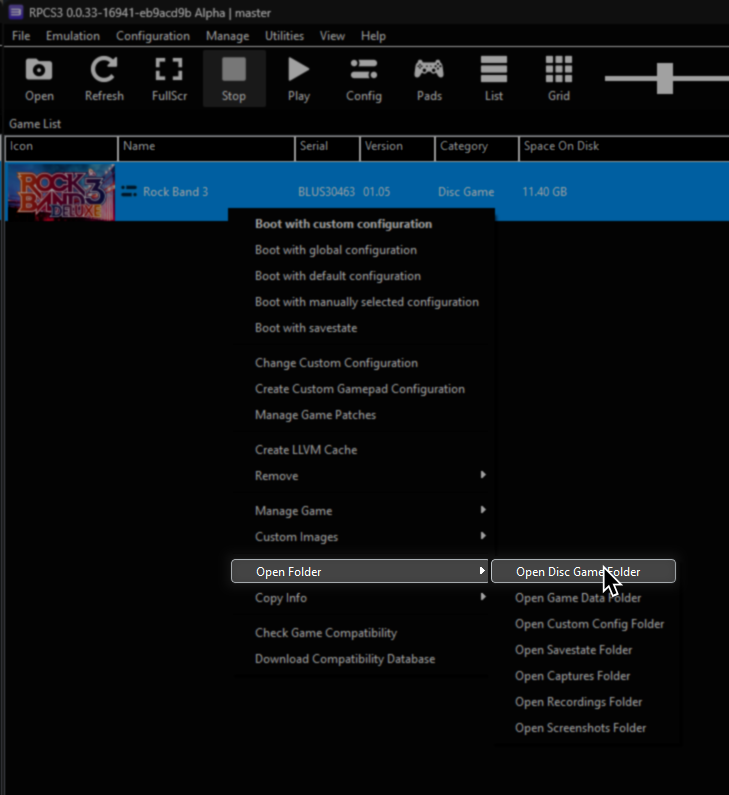 RPCS3 0.0.33-16941-eb9acd9b Alpha | master
File Emulation Configuration Manage Utilities View Help
Open Refresh FullScr Stop Play Config Pads List Grid
Game List
Icon Name Serial Version Category Space On Disk
ROCK BAND 3 DELUXE Rock Band 3 BLUS30463 01.05 Disc Game 11.40 GB
Boot with custom configuration
Boot with global configuration
Boot with default configuration
Boot with manually selected configuration
Boot with savestate
Change Custom Configuration
Create Custom Gamepad Configuration
Manage Game Patches
Create LLVM Cache
Remove
Manage Game
Custom Images
Open Folder
Copy Info
Check Game Compatibility
Download Compatibility Database
Open Disc Game Folder
Open Game Data Folder
Open Custom Config Folder
Open Savestate Folder
Open Captures Folder
Open Recordings Folder
Open Screenshots Folder